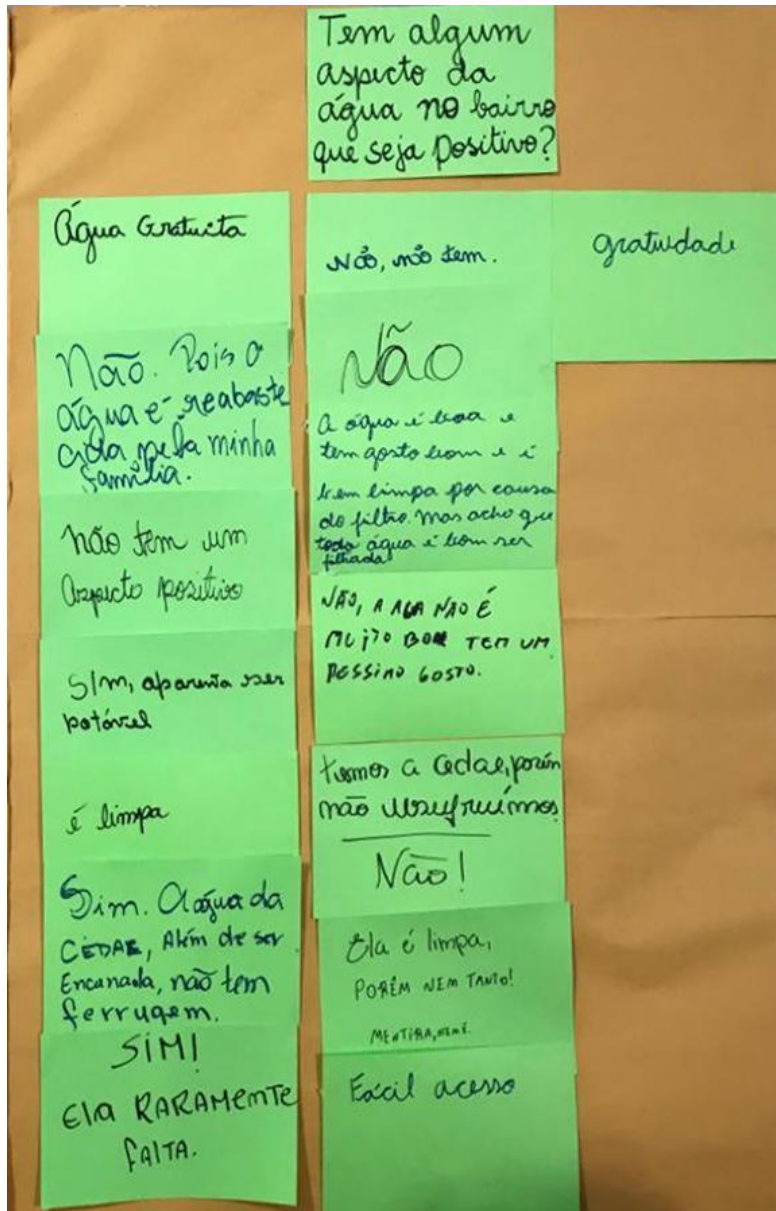 Tem algum
aspecto da
água no bairro
que seja positivo?
Água Gratuita
Não. Pois a
água é reabaste
cida pela minha
família.
não tem um
aspecto positivo
SIM, aparenta ser
potável
é limpa
Sim. A água da
CEDAE, Além de ser
Encanada, não tem
ferrugem.
SIM!
Ela RARAMENTE
FALTA.
Não, não tem.
Não
A água é boa e
tem gosto bom e é
bem limpa por causa
do filtro. Mas acho que
toda água é bom ser
filtrada
NÃO, A AGA NÃO É
MUITO BOA TEM UM
PESSIMO GOSTO.
temos a Cedae, porém
não usufruímos
Não!
Ela é limpa,
PORÉM NEM TANTO!
MENTIRA, NEM É.
Fácil acesso
gratuidade